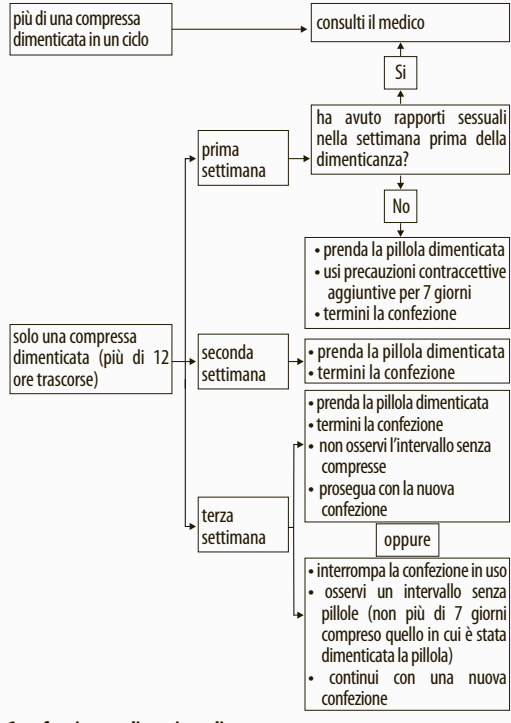 più di una compressa
dimenticata in un ciclo
consulti il medico
Si
ha avuto rapporti sessuali
nella settimana prima della
dimenticanza?
prima
settimana
No
• prenda la pillola dimenticata
• usi precauzioni contraccettive
aggiuntive per 7 giorni
• termini la confezione
solo una compressa
dimenticata (più di 12
ore trascorse)
seconda
settimana
• prenda la pillola dimenticata
• termini la confezione
• prenda la pillola dimenticata
• termini la confezione
• non osservi l'intervallo senza
compresse
• prosegua con la nuova
confezione
terza
settimana
oppure
• interrompa la confezione in uso
• osservi un intervallo senza
pillole (non più di 7 giorni
compreso quello in cui è stata
dimenticata la pillola)
• continui con una nuova
confezione